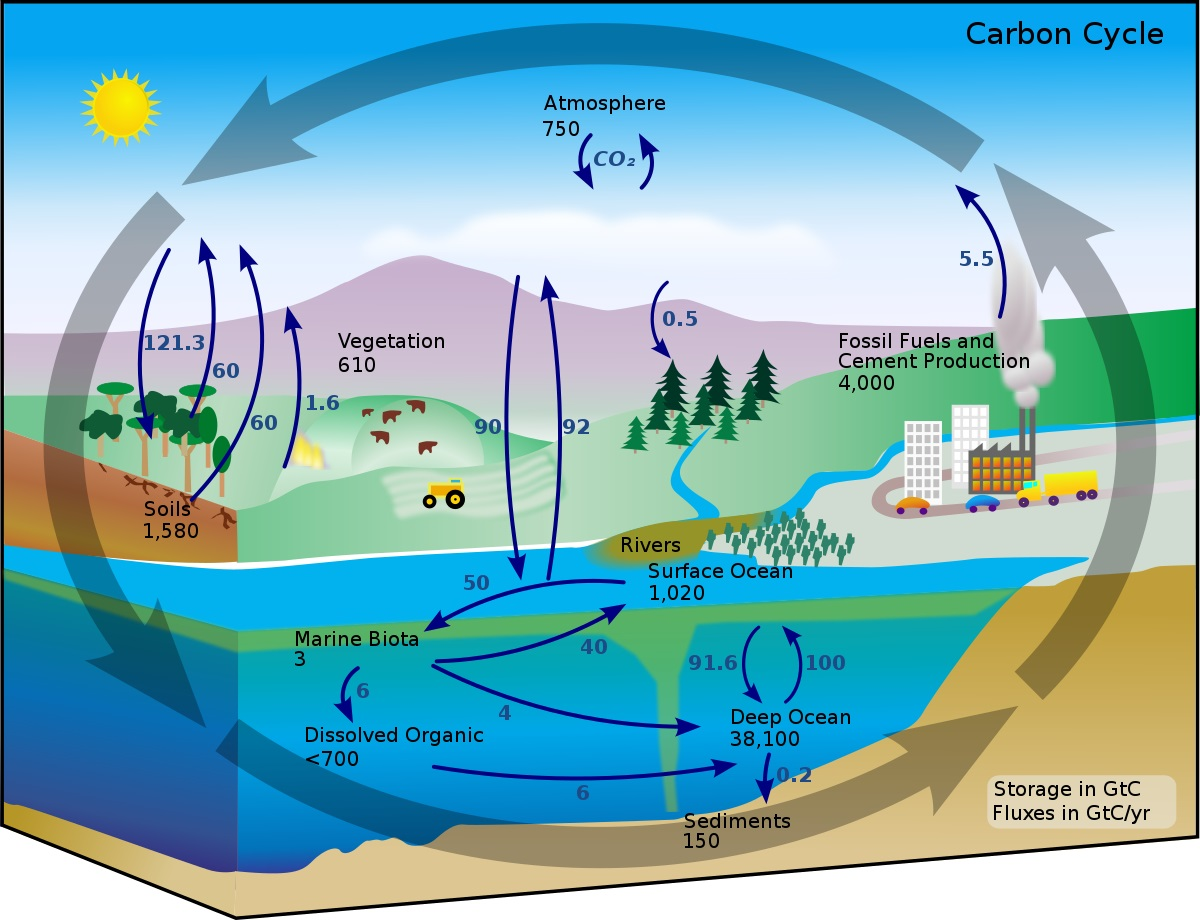 Carbon Cycle
Atmosphere
750
CO₂
5.5
121.3
60
60
1.6
Vegetation
610
90
92
0.5
Fossil Fuels and
Cement Production
4,000
Soils
1,580
Rivers
Surface Ocean
1,020
50
Marine Biota
3
40
91.6
100
6
4
Deep Ocean
38,100
Dissolved Organic
<700
6
0.2
Sediments
150
Storage in GtC
Fluxes in GtC/yr